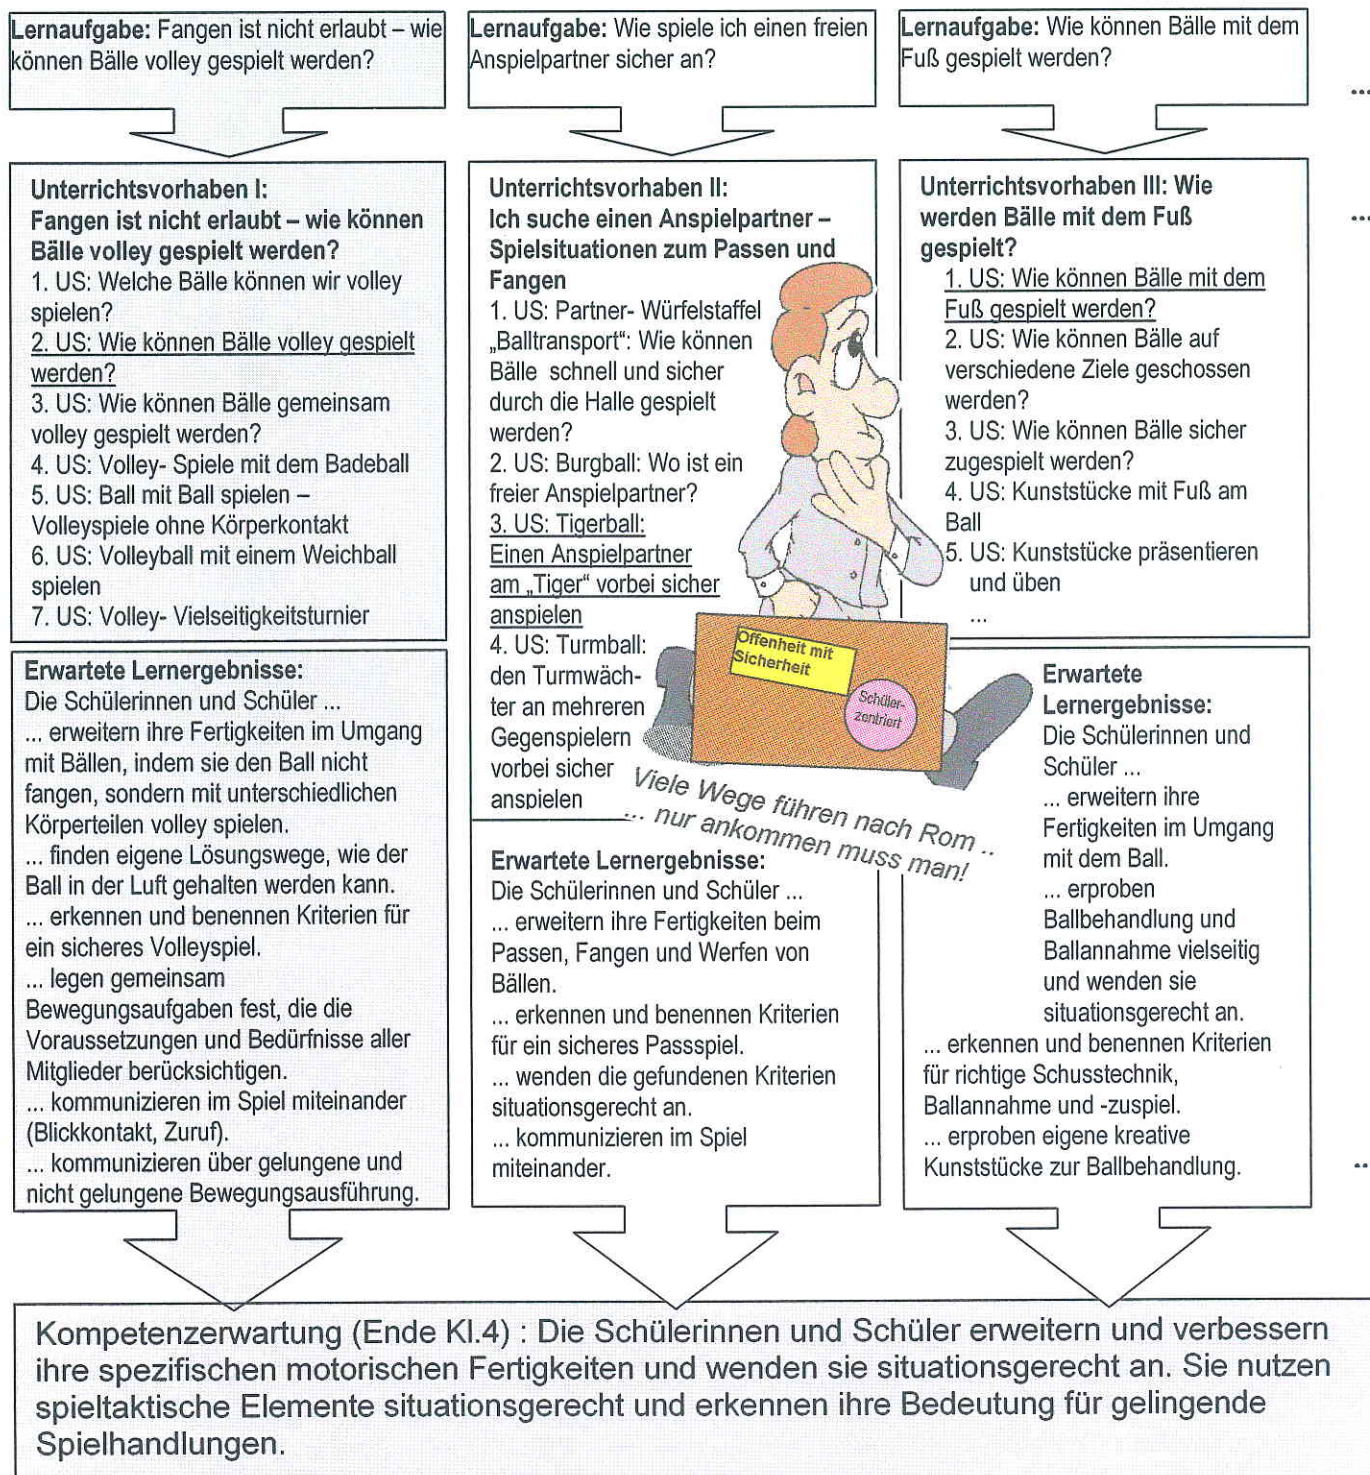 Lernaufgabe: Fangen ist nicht erlaubt – wie
können Bälle volley gespielt werden?
Lernaufgabe: Wie spiele ich einen freien
Anspielpartner sicher an?
Lernaufgabe: Wie können Bälle mit dem
Fuß gespielt werden?
...
Unterrichtsvorhaben I:
Fangen ist nicht erlaubt – wie können
Bälle volley gespielt werden?
1. US: Welche Bälle können wir volley
spielen?
2. US: Wie können Bälle volley gespielt
werden?
3. US: Wie können Bälle gemeinsam
volley gespielt werden?
4. US: Volley- Spiele mit dem Badeball
5. US: Ball mit Ball spielen –
Volleyspiele ohne Körperkontakt
6. US: Volleyball mit einem Weichball
spielen
7. US: Volley- Vielseitigkeitsturnier
Unterrichtsvorhaben II:
Ich suche einen Anspielpartner –
Spielsituationen zum Passen und
Fangen
1. US: Partner- Würfelstaffel
„Balltransport“: Wie können
Bälle schnell und sicher
durch die Halle gespielt
werden?
2. US: Burgball: Wo ist ein
freier Anspielpartner?
3. US: Tigerball:
Einen Anspielpartner
am „Tiger“ vorbei sicher
anspielen
4. US: Turmball:
den Turmwäch-
ter an mehreren
Gegenspielern
vorbei sicher
anspielen
Unterrichtsvorhaben III: Wie
werden Bälle mit dem Fuß
gespielt?
1. US: Wie können Bälle mit dem
Fuß gespielt werden?
2. US: Wie können Bälle auf
verschiedene Ziele geschossen
werden?
3. US: Wie können Bälle sicher
zugespielt werden?
4. US: Kunststücke mit Fuß am
Ball
5. US: Kunststücke präsentieren
und üben
...
...
Offenheit mit
Sicherheit
Schüler-
zentriert
Viele Wege führen nach Rom ..
... nur ankommen muss man!
Erwartete Lernergebnisse:
Die Schülerinnen und Schüler ...
... erweitern ihre Fertigkeiten im Umgang
mit Bällen, indem sie den Ball nicht
fangen, sondern mit unterschiedlichen
Körperteilen volley spielen.
... finden eigene Lösungswege, wie der
Ball in der Luft gehalten werden kann.
... erkennen und benennen Kriterien für
ein sicheres Volleyspiel.
... legen gemeinsam
Bewegungsaufgaben fest, die die
Voraussetzungen und Bedürfnisse aller
Mitglieder berücksichtigen.
... kommunizieren im Spiel miteinander
(Blickkontakt, Zuruf).
... kommunizieren über gelungene und
nicht gelungene Bewegungsausführung.
Erwartete Lernergebnisse:
Die Schülerinnen und Schüler ...
... erweitern ihre Fertigkeiten beim
Passen, Fangen und Werfen von
Bällen.
... erkennen und benennen Kriterien
für ein sicheres Passspiel.
... wenden die gefundenen Kriterien
situationsgerecht an.
... kommunizieren im Spiel
miteinander.
Erwartete
Lernergebnisse:
Die Schülerinnen und
Schüler ...
... erweitern ihre
Fertigkeiten im Umgang
mit dem Ball.
... erproben
Ballbehandlung und
Ballannahme vielseitig
und wenden sie
situationsgerecht an.
... erkennen und benennen Kriterien
für richtige Schusstechnik,
Ballannahme und -zuspiel.
... erproben eigene kreative
Kunststücke zur Ballbehandlung.
..
Kompetenzerwartung (Ende Kl.4) : Die Schülerinnen und Schüler erweitern und verbessern
ihre spezifischen motorischen Fertigkeiten und wenden sie situationsgerecht an. Sie nutzen
spieltaktische Elemente situationsgerecht und erkennen ihre Bedeutung für gelingende
Spielhandlungen.